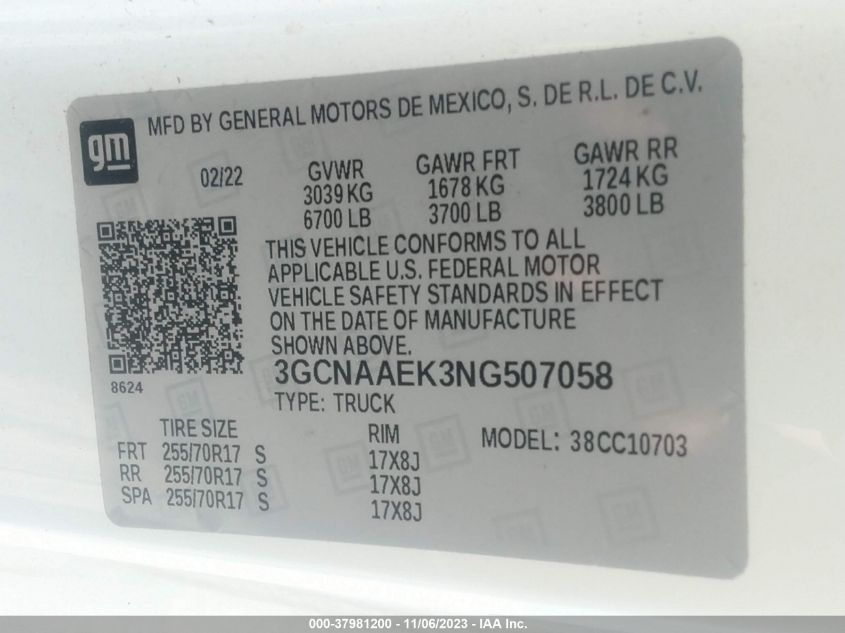 gm
MFD BY GENERAL MOTORS DE MEXICO, S. DE R.L. DE C.V.
02/22
GVWR
3039 KG
6700 LB
GAWR FRT
1678 KG
3700 LB
GAWR RR
1724 KG
3800 LB
THIS VEHICLE CONFORMS TO ALL
APPLICABLE U.S. FEDERAL MOTOR
VEHICLE SAFETY STANDARDS IN EFFECT
ON THE DATE OF MANUFACTURE
SHOWN ABOVE.
8624
3GCNAAEK3NG507058
TYPE: TRUCK
TIRE SIZE
RIM
MODEL: 38CC10703
FRT 255/70R17 S 17X8J
RR 255/70R17 S 17X8J
SPA 255/70R17 S 17X8J
000-37981200 - 11/06/2023 - IAA Inc.